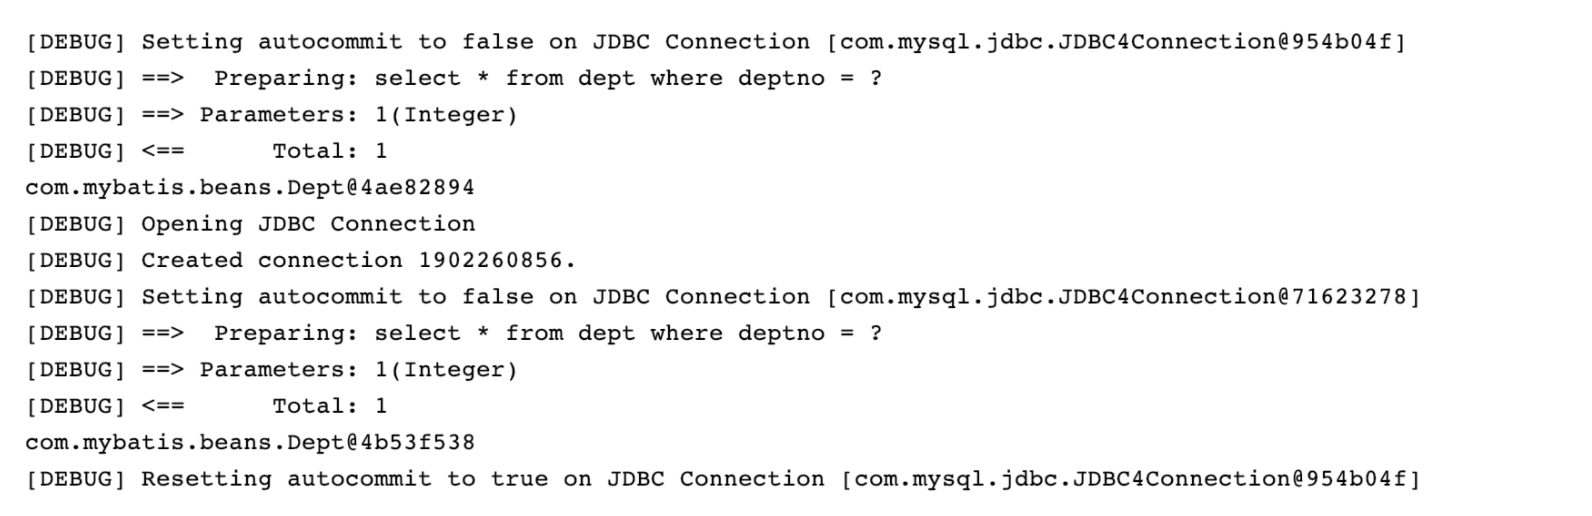 [DEBUG] Setting autocommit to false on JDBC Connection [com.mysql.jdbc.JDBC4Connection@954b04f]
[DEBUG] ==>  Preparing: select * from dept where deptno = ?
[DEBUG] ==> Parameters: 1(Integer)
[DEBUG] <==      Total: 1
com.mybatis.beans.Dept@4ae82894
[DEBUG] Opening JDBC Connection
[DEBUG] Created connection 1902260856.
[DEBUG] Setting autocommit to false on JDBC Connection [com.mysql.jdbc.JDBC4Connection@71623278]
[DEBUG] ==>  Preparing: select * from dept where deptno = ?
[DEBUG] ==> Parameters: 1(Integer)
[DEBUG] <==      Total: 1
com.mybatis.beans.Dept@4b53f538
[DEBUG] Resetting autocommit to true on JDBC Connection [com.mysql.jdbc.JDBC4Connection@954b04f]